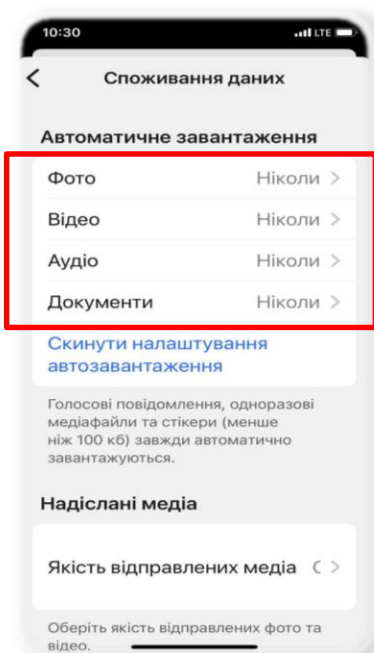 10:30
LTE
Споживання даних
Автоматичне завантаження
Фото Ніколи
Відео Ніколи
Аудіо Ніколи
Документи Ніколи
Скинути налаштування
автозавантаження
Голосові повідомлення, одноразові
медіафайли та стікери (менше
ніж 100 кб) завжди автоматично
завантажуються.
Надіслані медіа
Якість відправлених медіа
Оберіть якість відправлених фото та
відео.